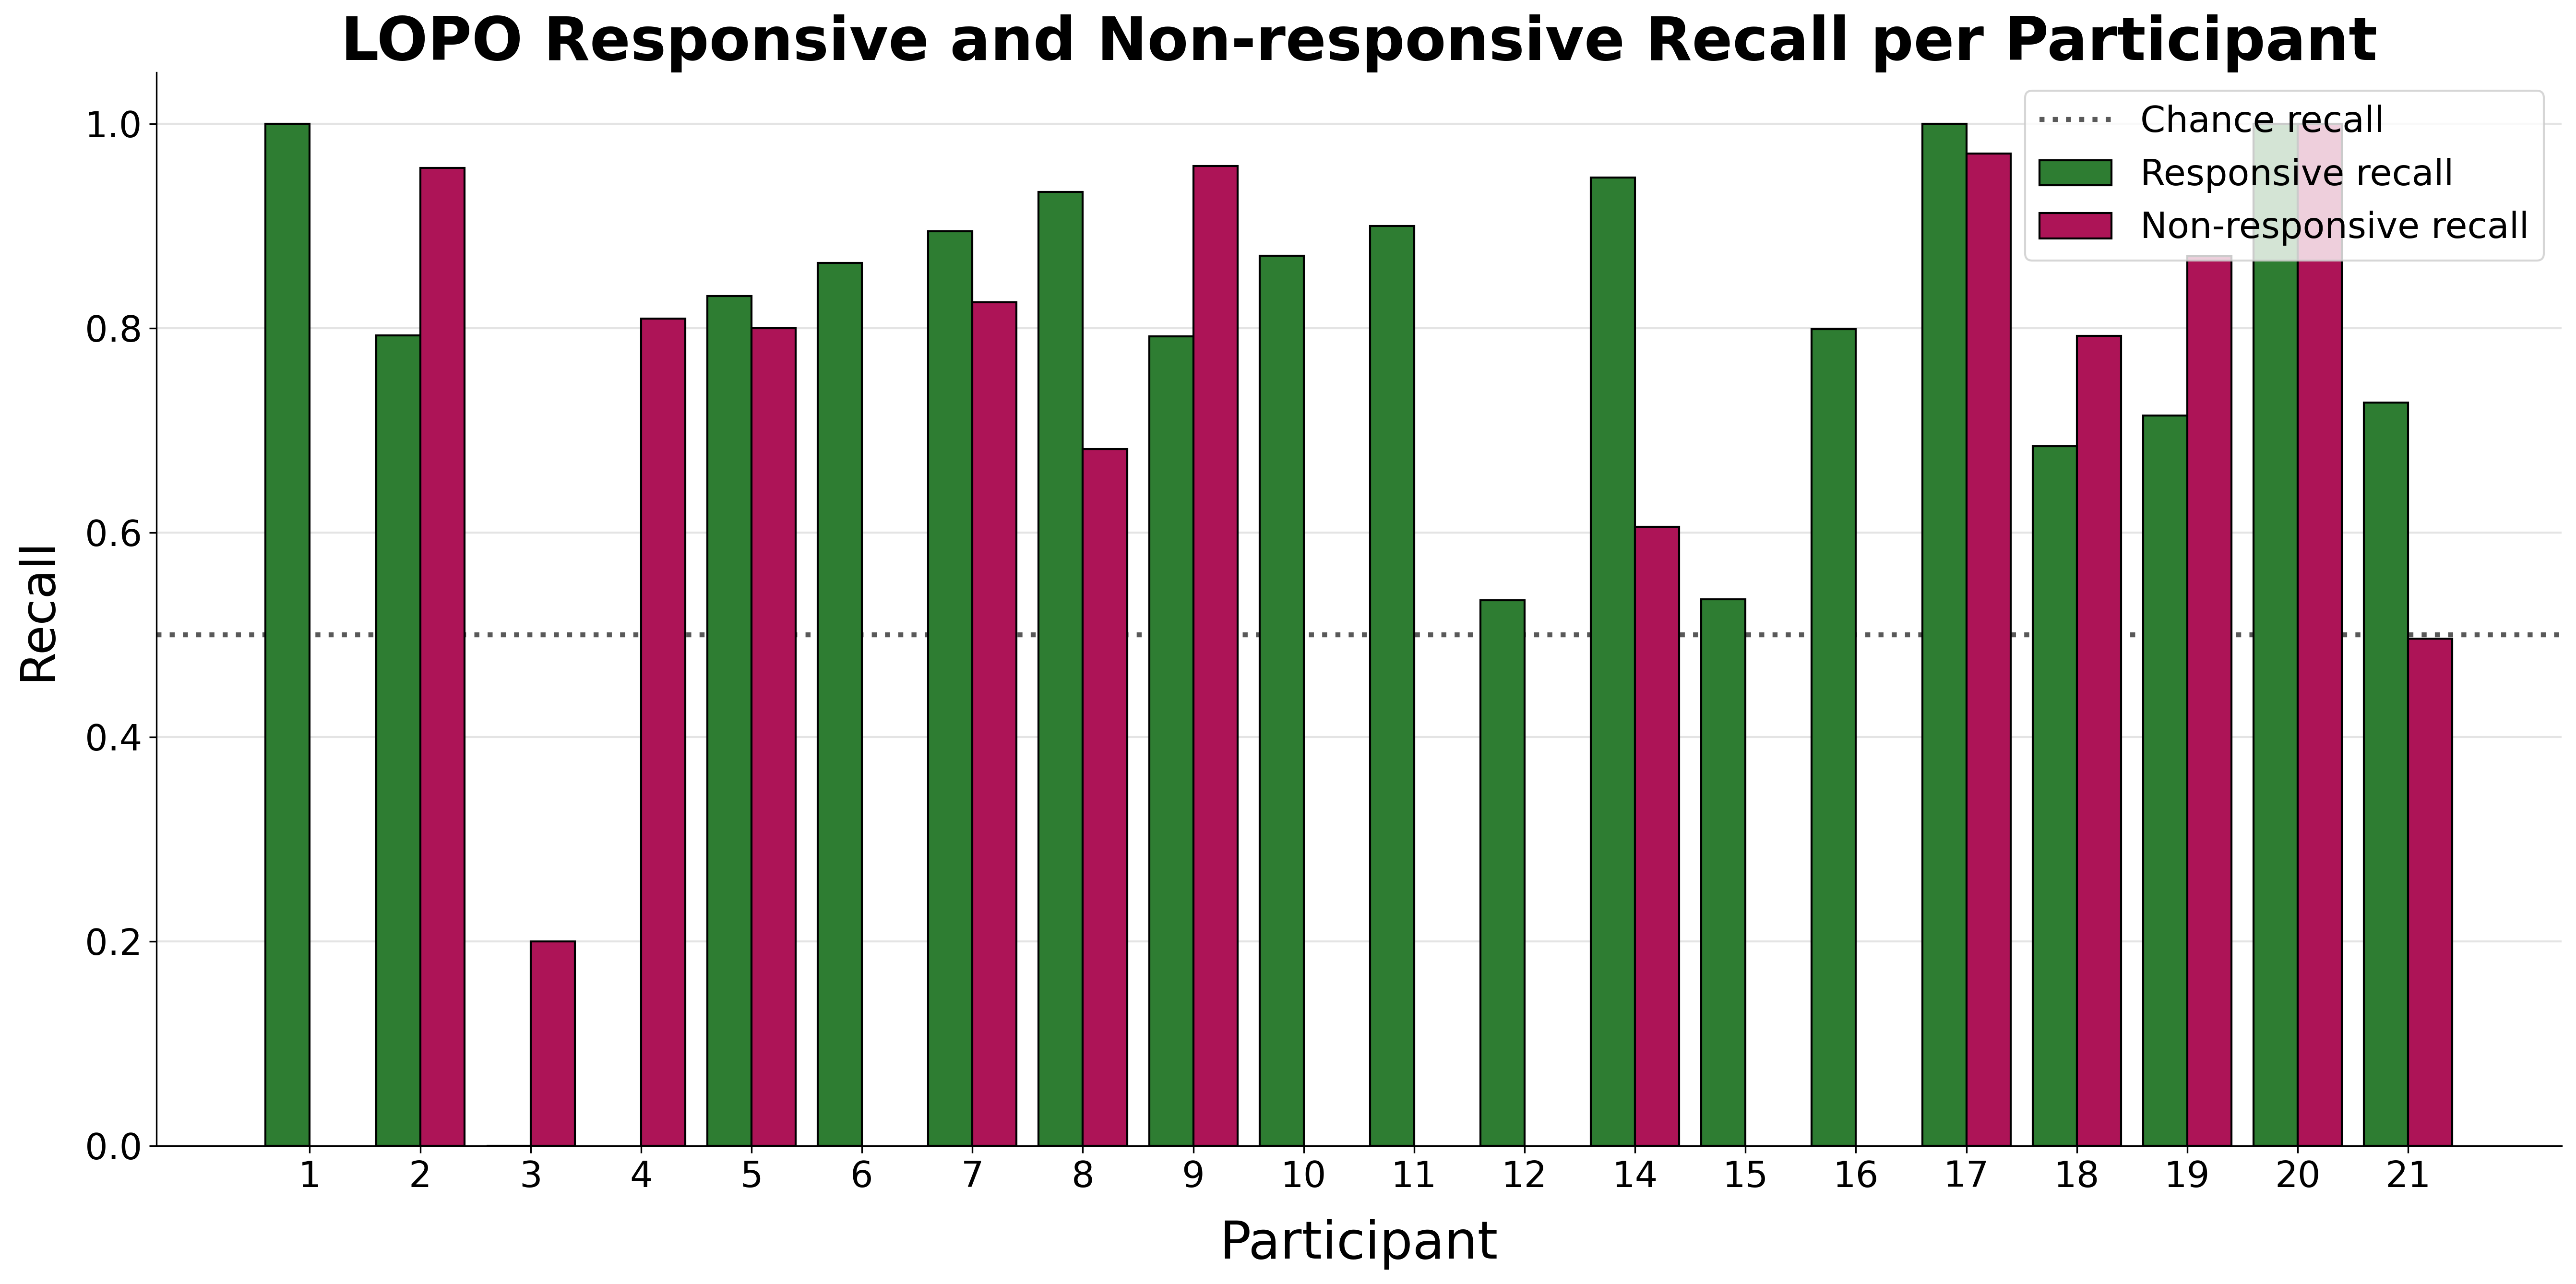 LOPO Responsive and Non-responsive Recall per Participant
Chance recall
Responsive recall
Non-responsive recall
Recall
1.0
0.8
0.6
0.4
0.2
0.0
1 2 3 4 5 6 7 8 9 10 11 12 14 15 16 17 18 19 20 21
Participant